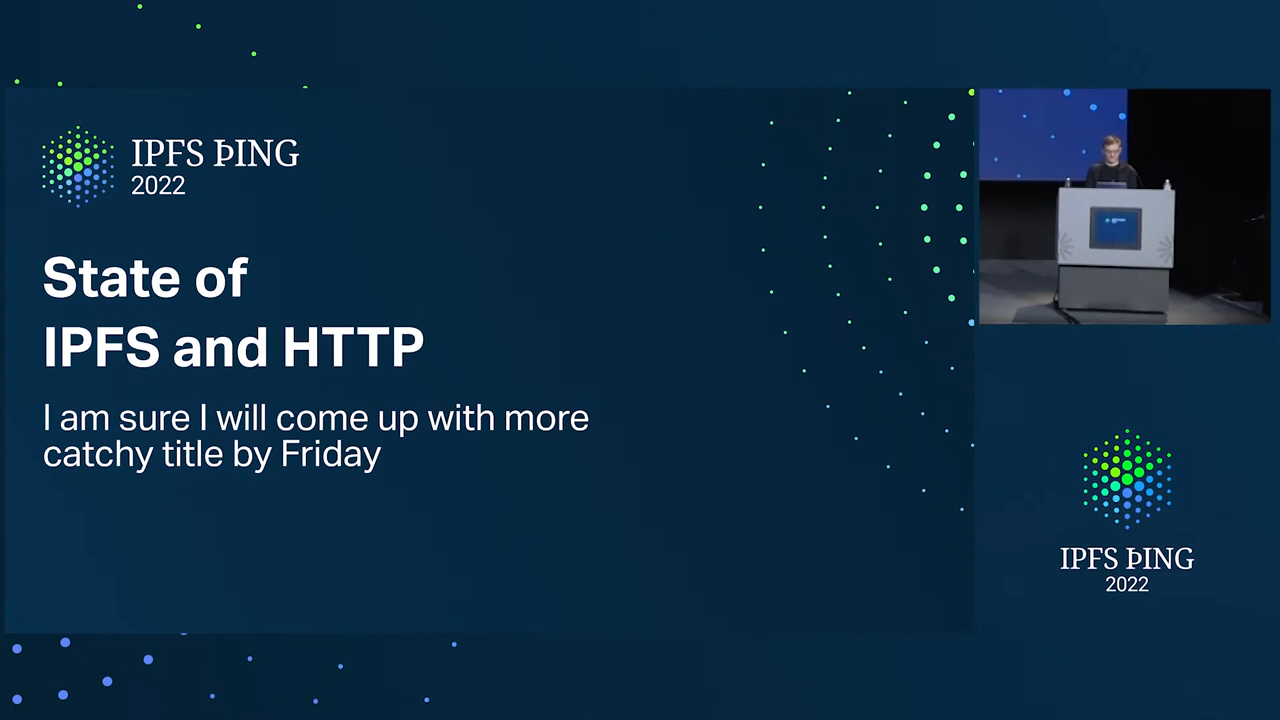 IPFS ÞING
2022
State of
IPFS and HTTP
I am sure I will come up with more
catchy title by Friday
IPFS ÞING
2022